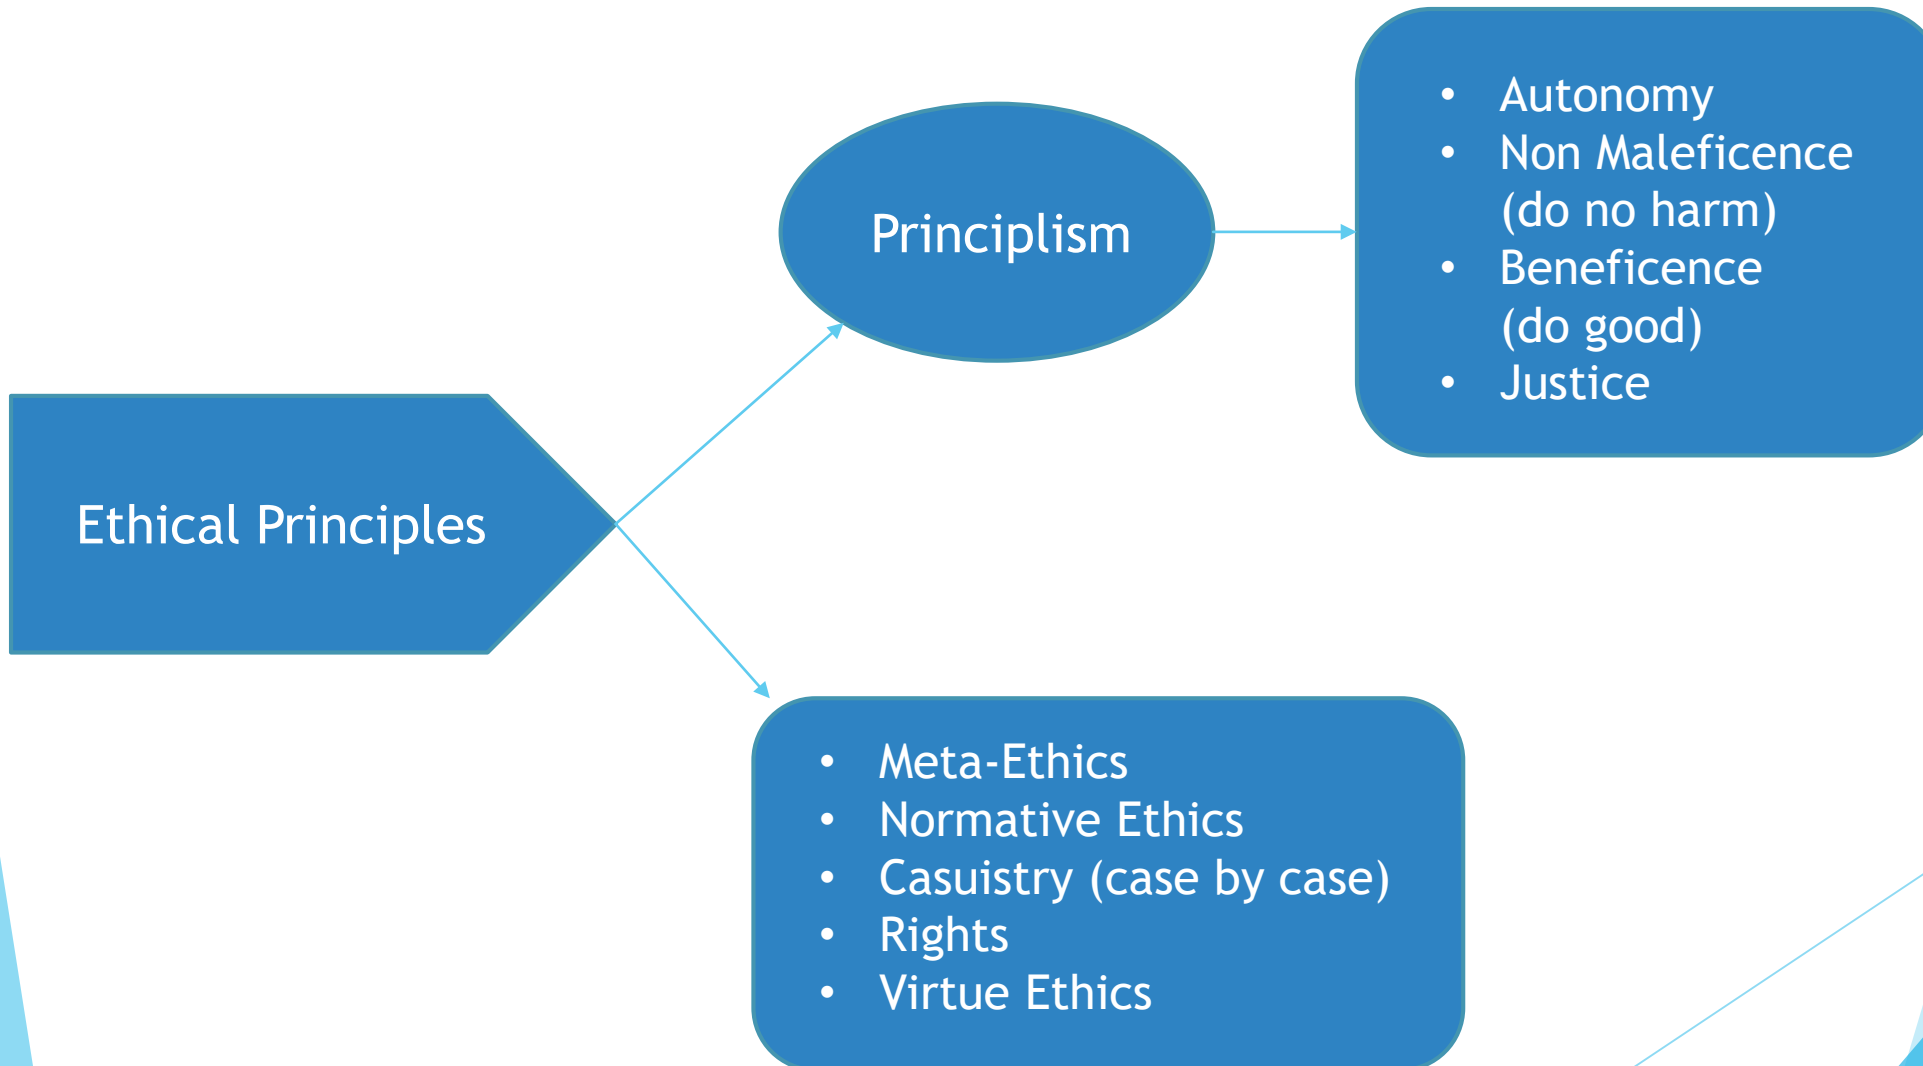 Ethical Principles
Principlism
• Autonomy
• Non Maleficence
(do no harm)
• Beneficence
(do good)
• Justice
• Meta-Ethics
• Normative Ethics
• Casuistry (case by case)
• Rights
• Virtue Ethics